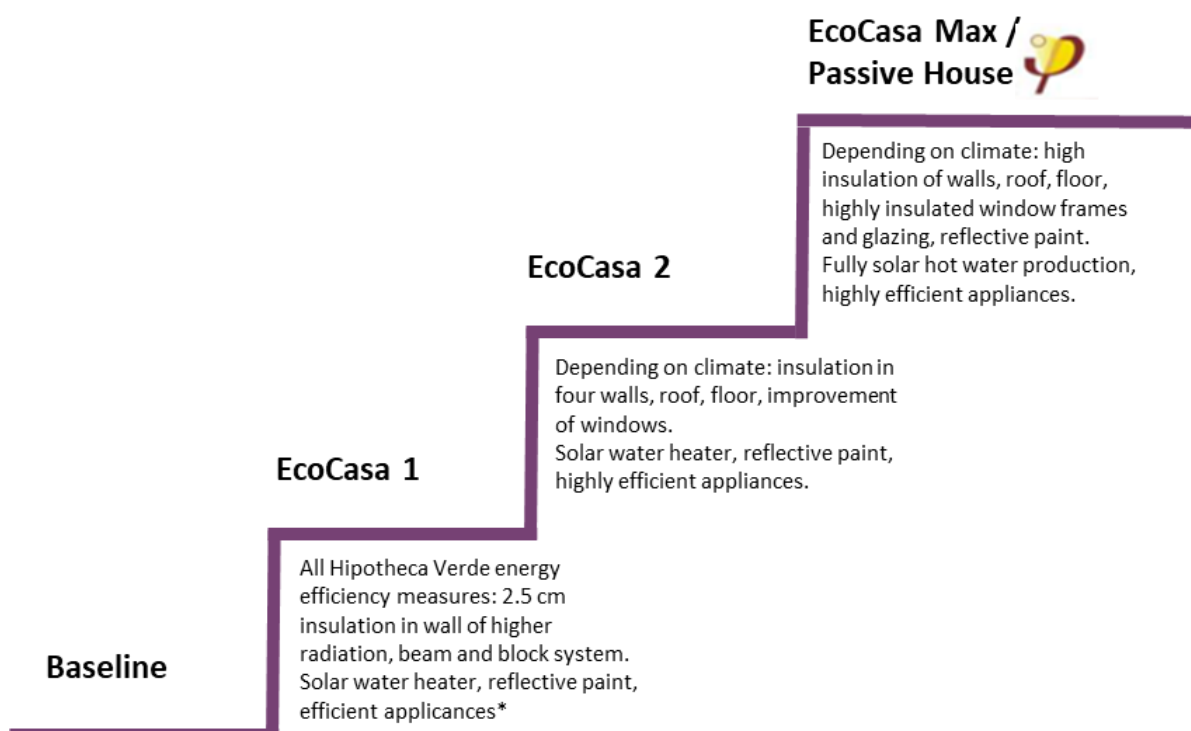 EcoCasa Max /
Passive House
Depending on climate: high
insulation of walls, roof, floor,
highly insulated window frames
and glazing, reflective paint.
Fully solar hot water production,
highly efficient appliances.
EcoCasa 2
Depending on climate: insulation in
four walls, roof, floor, improvement
of windows.
Solar water heater, reflective paint,
highly efficient appliances.
EcoCasa 1
All Hipotheca Verde energy
efficiency measures: 2.5 cm
insulation in wall of higher
radiation, beam and block system.
Solar water heater, reflective paint,
efficient applicances*
Baseline